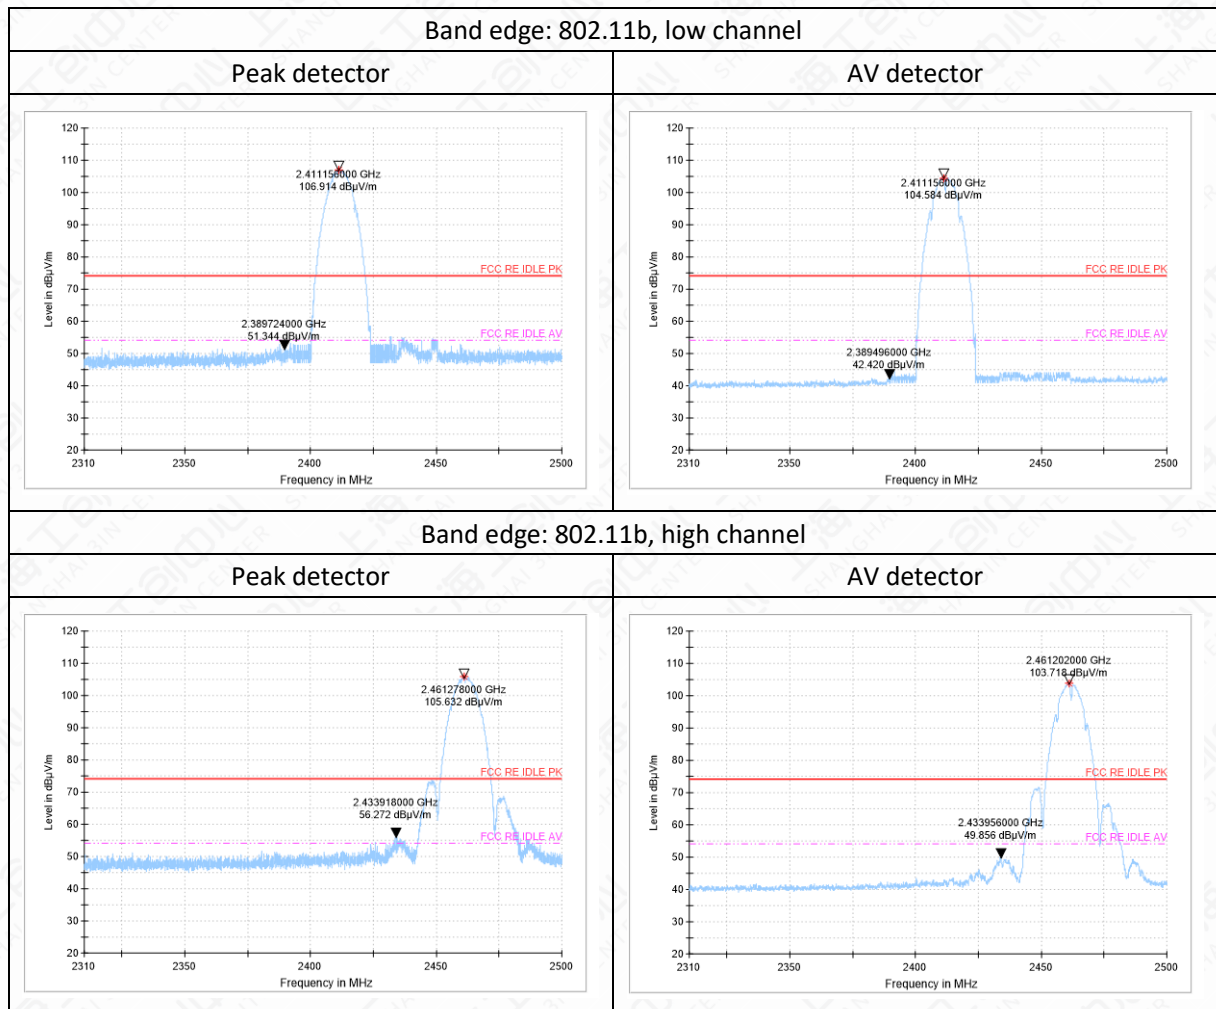 Band edge: 802.11b, low channel
Peak detector
AV detector
120
110
100
90
80
70
60
50
40
30
20
Level in dBµV/m
2.411156000 GHz
106.914 dBµV/m
FCC RE IDLE PK
2.389724000 GHz
51.344 dBµV/m
FCC RE IDLE AV
2310
2350
2400
2450
2500
Frequency in MHz
120
110
100
90
80
70
60
50
40
30
20
Level in dBµV/m
2.411156000 GHz
104.584 dBµV/m
FCC RE IDLE PK
FCC RE IDLE AV
2.389496000 GHz
42.420 dBµV/m
2310
2350
2400
2450
2500
Frequency in MHz
Band edge: 802.11b, high channel
Peak detector
AV detector
120
110
100
90
80
70
60
50
40
30
20
Level in dBµV/m
2.461278000 GHz
105.632 dBµV/m
FCC RE IDLE PK
2.433918000 GHz
56.272 dBµV/m
FCC RE IDLE AV
2310
2350
2400
2450
2500
Frequency in MHz
120
110
100
90
80
70
60
50
40
30
20
Level in dBµV/m
2.461202000 GHz
103.718 dBµV/m
FCC RE IDLE PK
2.433956000 GHz
49.856 dBµV/m
FCC RE IDLE AV
2310
2350
2400
2450
2500
Frequency in MHz